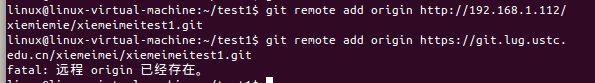 linux@linux-virtual-machine:~/test1$ git remote add origin http://192.168.1.112/
xiemiemie/xiemeimeitest1.git
linux@linux-virtual-machine:~/test1$ git remote add origin https://git.lug.ustc.
edu.cn/xiemeimei/xiemeimeitest1.git
fatal: 远程 origin 已经存在。
linux@linux-virtual-machine:~/test1$